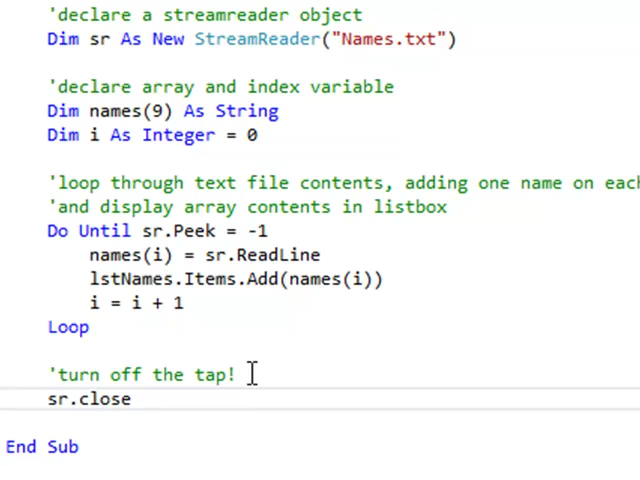 'declare a streamreader object
Dim sr As New StreamReader("Names.txt")
'declare array and index variable
Dim names(9) As String
Dim i As Integer = 0
'loop through text file contents, adding one name on each
'and display array contents in listbox
Do Until sr.Peek = -1
names(i) = sr.ReadLine
lstNames.Items.Add(names(i))
i = i + 1
Loop
'turn off the tap!
sr.close
End Sub